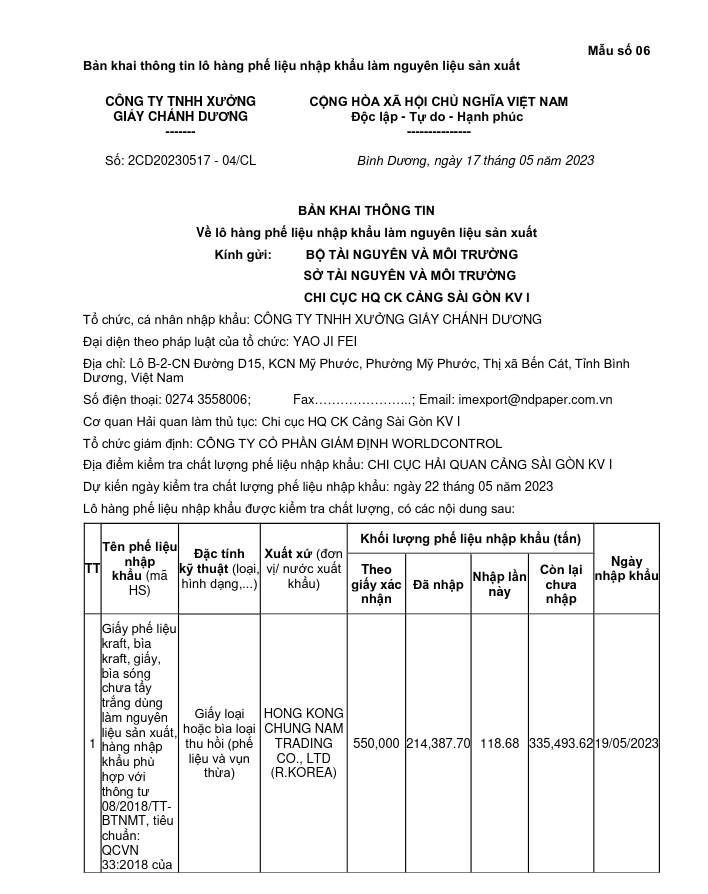 Mẫu số 06
Bản khai thông tin lô hàng phế liệu nhập khẩu làm nguyên liệu sản xuất
CÔNG TY TNHH XƯỞNG
GIẤY CHÁNH DƯƠNG
-------
CỘNG HÒA XÃ HỘI CHỦ NGHĨA VIỆT NAM
Độc lập - Tự do - Hạnh phúc
---------------
Số: 2CD20230517 - 04/CL
Bình Dương, ngày 17 tháng 05 năm 2023
BẢN KHAI THÔNG TIN
Về lô hàng phế liệu nhập khẩu làm nguyên liệu sản xuất
Kính gửi: BỘ TÀI NGUYÊN VÀ MÔI TRƯỜNG
SỞ TÀI NGUYÊN VÀ MÔI TRƯỜNG
CHI CỤC HQ CK CẢNG SÀI GÒN KV I
Tổ chức, cá nhân nhập khẩu: CÔNG TY TNHH XƯỞNG GIẤY CHÁNH DƯƠNG
Đại diện theo pháp luật của tổ chức: YAO JI FEI
Địa chỉ: Lô B-2-CN Đường D15, KCN Mỹ Phước, Phường Mỹ Phước, Thị xã Bến Cát, Tỉnh Bình
Dương, Việt Nam
Số điện thoại: 0274 3558006; Fax…………………..; Email: imexport@ndpaper.com.vn
Cơ quan Hải quan làm thủ tục: Chi cục HQ CK Cảng Sài Gòn KV I
Tổ chức giám định: CÔNG TY CỔ PHẦN GIÁM ĐỊNH WORLDCONTROL
Địa điểm kiểm tra chất lượng phế liệu nhập khẩu: CHI CỤC HẢI QUAN CẢNG SÀI GÒN KV I
Dự kiến ngày kiểm tra chất lượng phế liệu nhập khẩu: ngày 22 tháng 05 năm 2023
Lô hàng phế liệu nhập khẩu được kiểm tra chất lượng, có các nội dung sau:
TT
Tên phế liệu
nhập
khẩu (mã
HS)
Đặc tính
kỹ thuật (loại,
hình dạng,...)
Xuất xứ (đơn
vị/ nước xuất
khẩu)
Khối lượng phế liệu nhập khẩu (tấn)
Theo
giấy xác
nhận
Đã nhập
Nhập lần
này
Còn lại
chưa
nhập
Ngày
nhập khẩu
1
Giấy phế liệu
kraft, bìa
kraft, giấy,
bìa sóng
chưa tẩy
trắng dùng
làm nguyên
liệu sản xuất,
hàng nhập
khẩu phù
hợp với
thông tư
08/2018/TT-
BTNMT, tiêu
chuẩn:
QCVN
33:2018 của
Giấy loại
hoặc bìa loại
thu hồi (phế
liệu và vụn
thừa)
HONG KONG
CHUNG NAM
TRADING
CO., LTD
(R.KOREA)
550,000
214,387.70
118.68
335,493.62
19/05/2023